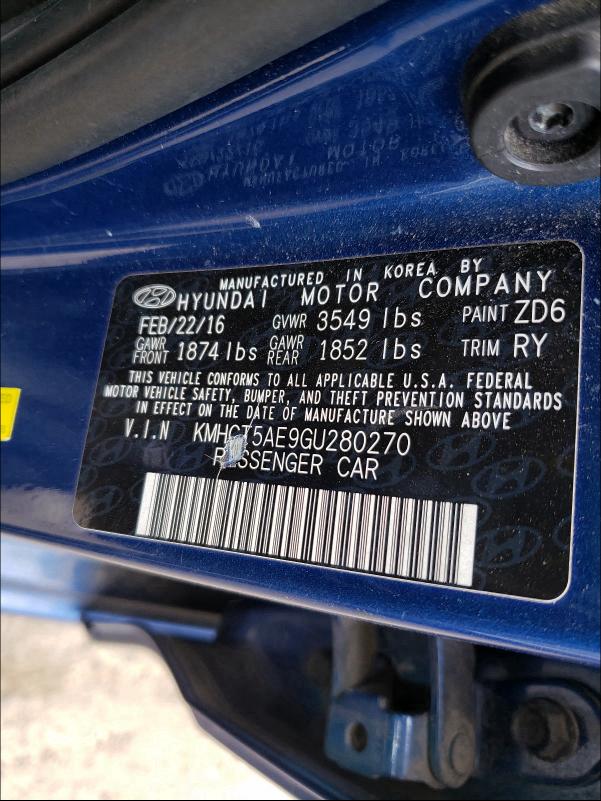 MANUFACTURED IN KOREA BY
HYUNDAI MOTOR COMPANY
FEB/22/16 GVWR 3549 lbs PAINT ZD6
GAWR FRONT 1874 lbs GAWR REAR 1852 lbs TRIM RY
THIS VEHICLE CONFORMS TO ALL APPLICABLE U.S.A. FEDERAL
MOTOR VEHICLE SAFETY, BUMPER, AND THEFT PREVENTION STANDARDS
IN EFFECT ON THE DATE OF MANUFACTURE SHOWN ABOVE
V.I.N KMHCT5AE9GU280270
PASSENGER CAR